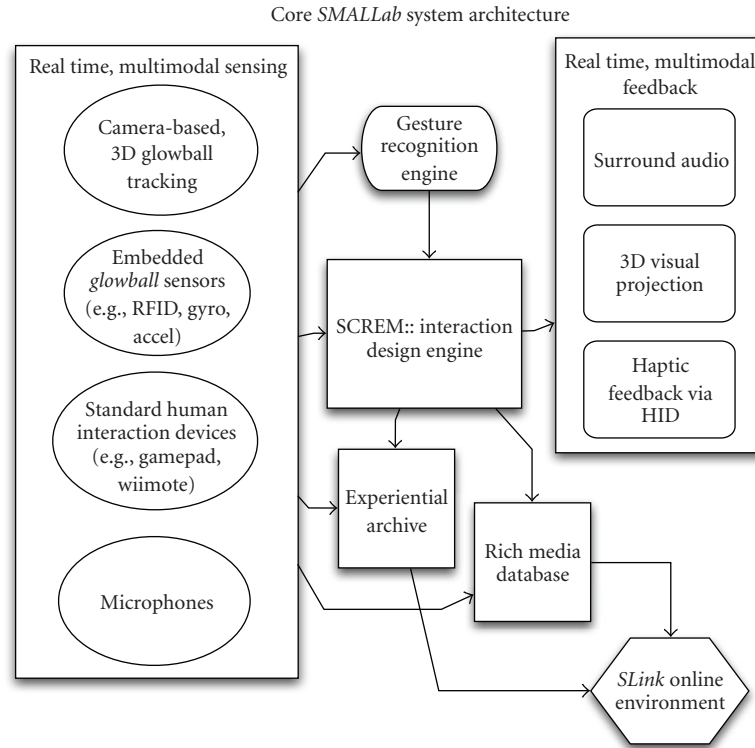 Core SMALLab system architecture
Real time, multimodal sensing
Camera-based,
3D glowball
tracking
Embedded
glowball sensors
(e.g., RFID, gyro,
accel)
Standard human
interaction devices
(e.g., gamepad,
wiimote)
Microphones
Gesture
recognition
engine
SCREM:: interaction
design engine
Experiential
archive
Rich media
database
Real time, multimodal
feedback
Surround audio
3D visual
projection
Haptic
feedback via
HID
SLink online
environment